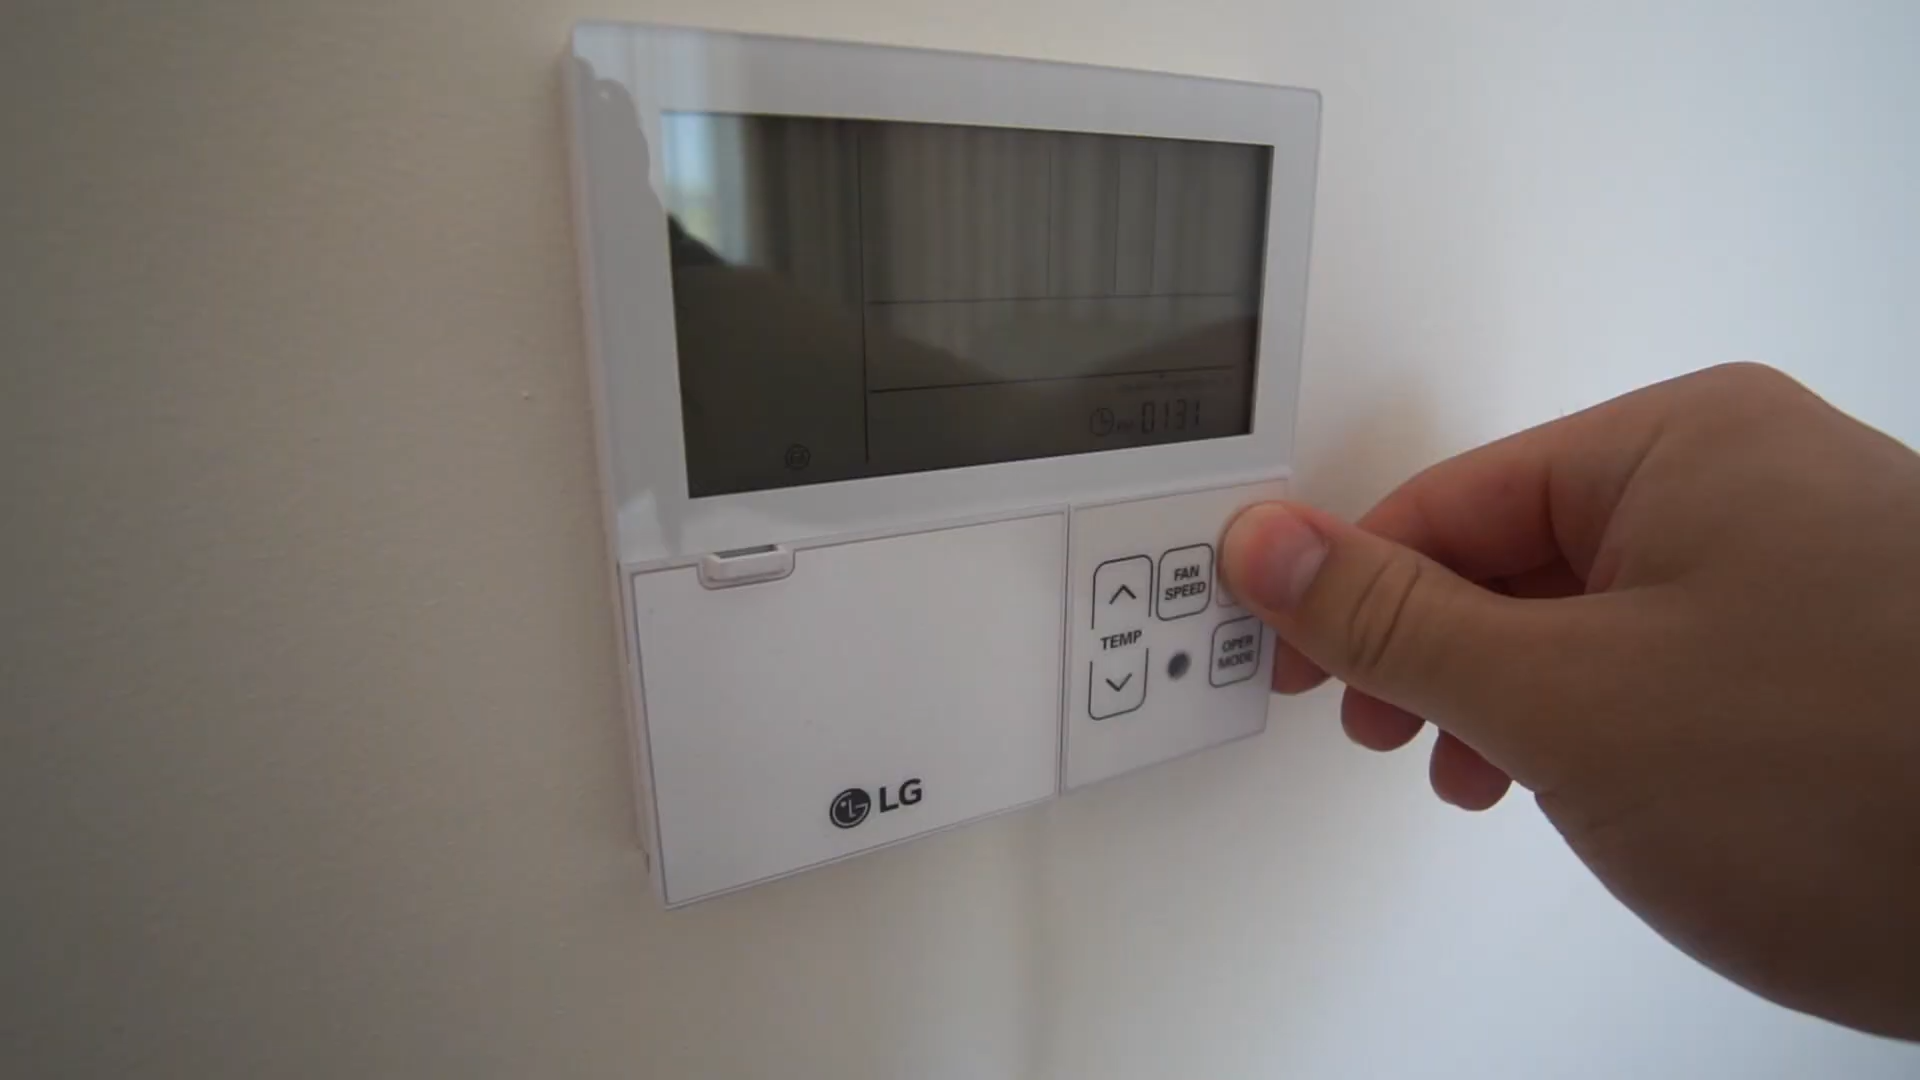 0131
FAN
SPEED
TEMP
OPER
MODE
LG